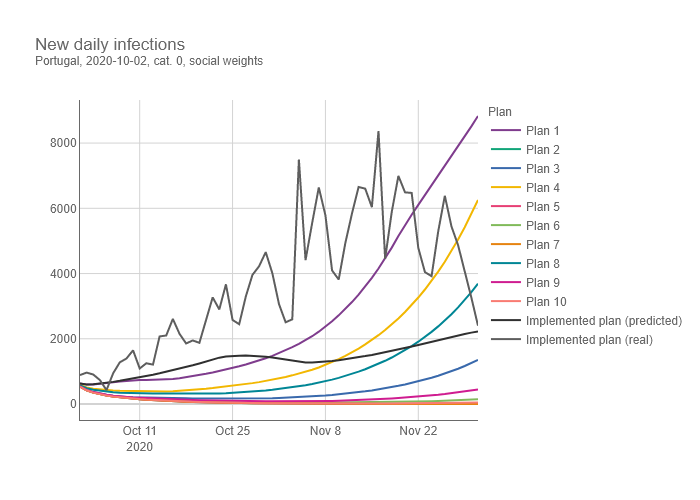 New daily infections
Portugal, 2020-10-02, cat. 0, social weights
Plan
Plan 1
Plan 2
Plan 3
Plan 4
Plan 5
Plan 6
Plan 7
Plan 8
Plan 9
Plan 10
Implemented plan (predicted)
Implemented plan (real)
8000
6000
4000
2000
0
Oct 11
2020
Oct 25
Nov 8
Nov 22